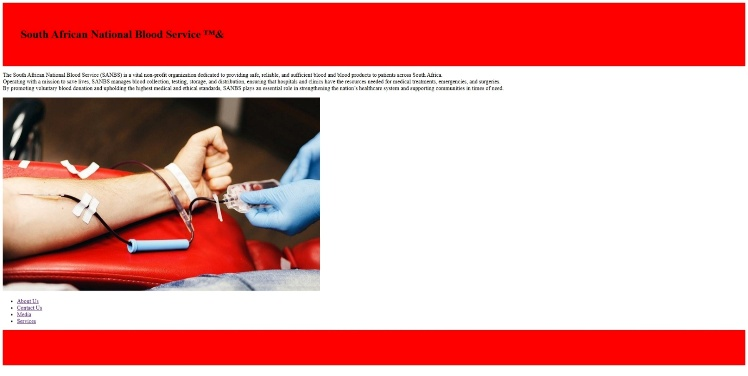 South African National Blood Service ™&
The South African National Blood Service (SANBS) is a vital non-profit organization dedicated to providing safe, reliable, and sufficient blood and blood products to patients across South Africa.
Operating with a mission to save lives, SANBS manages blood collection, testing, storage, and distribution, ensuring that hospitals and clinics have the resources needed for medical treatments, emergencies, and surgeries.
By promoting voluntary blood donation and upholding the highest medical and ethical standards, SANBS plays an essential role in strengthening the nation's healthcare system and supporting communities in times of need.
About Us
Contact Us
Media
Services